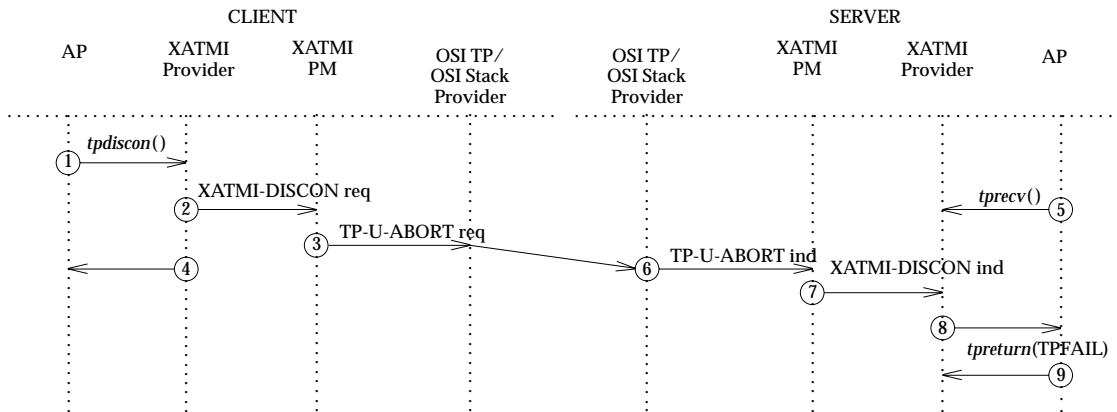 CLIENT
SERVER
AP
XATMI
Provider
XATMI
PM
OSI TP/
OSI Stack
Provider
OSI TP/
OSI Stack
Provider
XATMI
PM
XATMI
Provider
AP
tpdiscon()
1
XATMI-DISCON req
2
tprecv()
5
TP-U-ABORT req
3
4
TP-U-ABORT ind
6
XATMI-DISCON ind
7
8
tpreturn(TPFAIL)
9